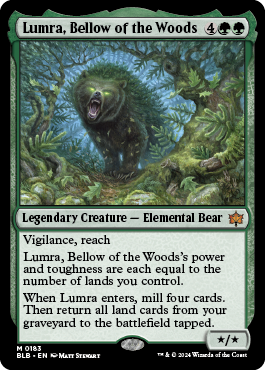 Lumra, Bellow of the Woods 4
Legendary Creature — Elemental Bear
Vigilance, reach
Lumra, Bellow of the Woods's power
and toughness are each equal to the
number of lands you control.
When Lumra enters, mill four cards.
Then return all land cards from your
graveyard to the battlefield tapped.
*/*
M 0183
BLB • EN MATT STEWART ™ & © 2024 Wizards of the Coast